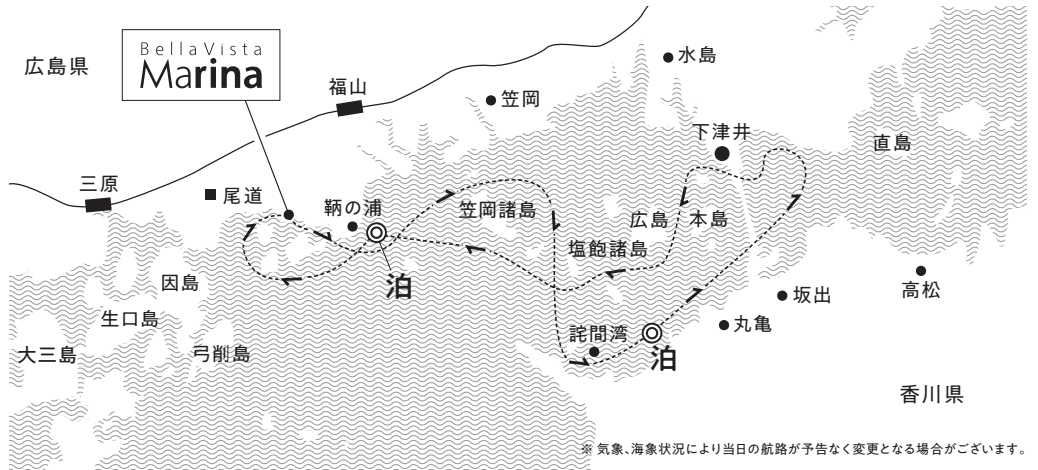 BellaVista
Marina
広島県
福山
笠岡
水島
下津井
直島
三原
尾道
鞆の浦
笠岡諸島
広島
本島
塩飽諸島
泊
因島
生口島
大三島
弓削島
詫間湾
泊
丸亀
坂出
高松
香川県
※ 気象、海象状況により当日の航路が予告なく変更となる場合がございます。